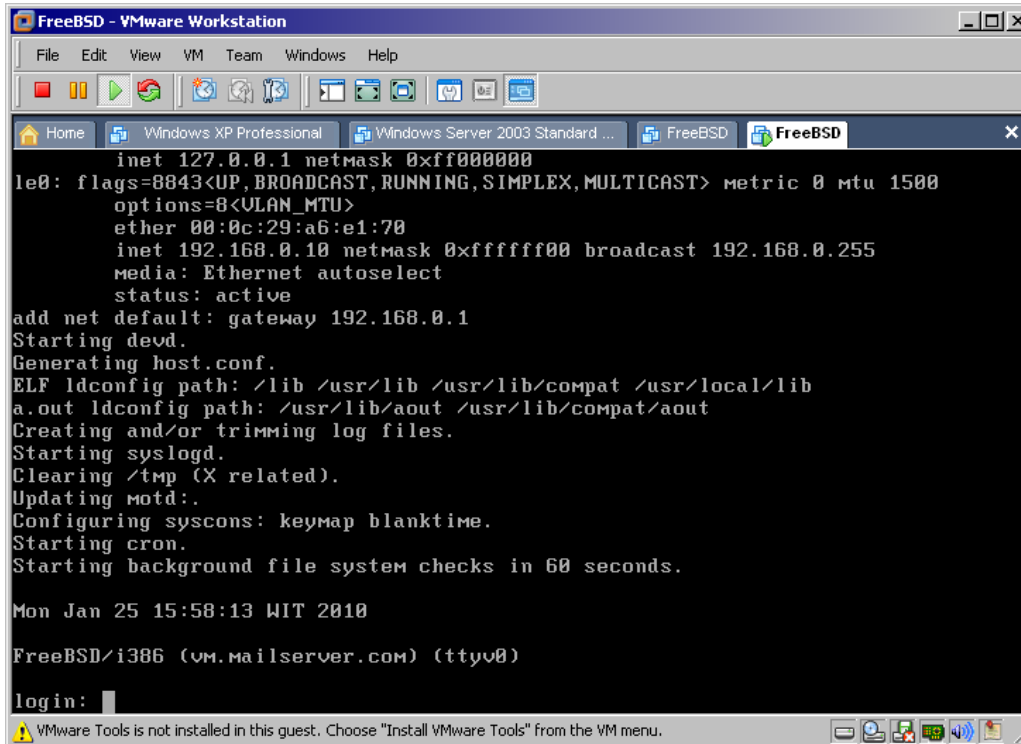 FreeBSD - VMware Workstation
File Edit View VM Team Windows Help
Home Windows XP Professional Windows Server 2003 Standard ... FreeBSD FreeBSD
inet 127.0.0.1 netmask 0xff000000
le0: flags=8843<UP,BROADCAST,RUNNING,SIMPLEX,MULTICAST> metric 0 mtu 1500
options=8<VLAN_MTU>
ether 00:0c:29:a6:e1:70
inet 192.168.0.10 netmask 0xffffff00 broadcast 192.168.0.255
media: Ethernet autoselect
status: active
add net default: gateway 192.168.0.1
Starting devd.
Generating host.conf.
ELF ldconfig path: /lib /usr/lib /usr/lib/compat /usr/local/lib
a.out ldconfig path: /usr/lib/aout /usr/lib/compat/aout
Creating and/or trimming log files.
Starting syslogd.
Clearing /tmp (X related).
Updating motd:.
Configuring syscons: keymap blanktime.
Starting cron.
Starting background file system checks in 60 seconds.
Mon Jan 25 15:58:13 WIT 2010
FreeBSD/i386 (vm.mailserver.com) (ttyv0)
login:
VMware Tools is not installed in this guest. Choose "Install VMware Tools" from the VM menu.